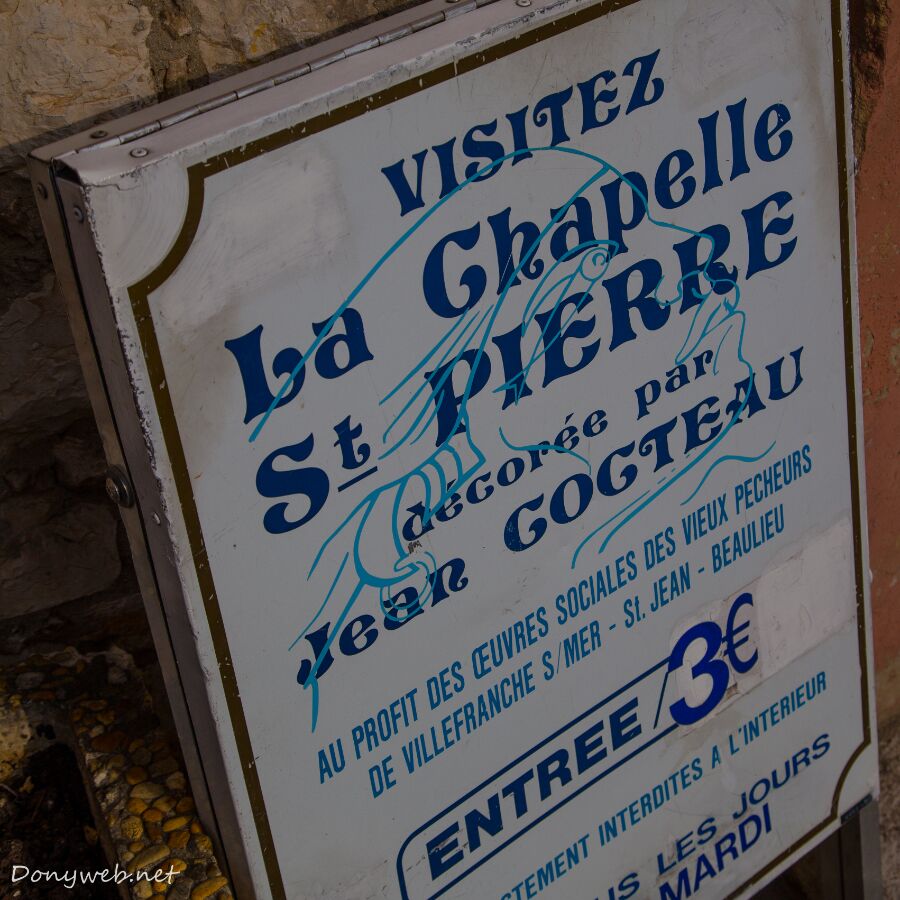 VISITEZ
La Chapelle
St PIERRE
décorée par
Jean COCTEAU
AU PROFIT DES ŒUVRES SOCIALES DES VIEUX PECHEURS
DE VILLEFRANCHE S/MER - St. JEAN - BEAULIEU
ENTREE / 3€
INTERDITES A L'INTERIEUR
LES JOURS
MARDI
Donyweb.net